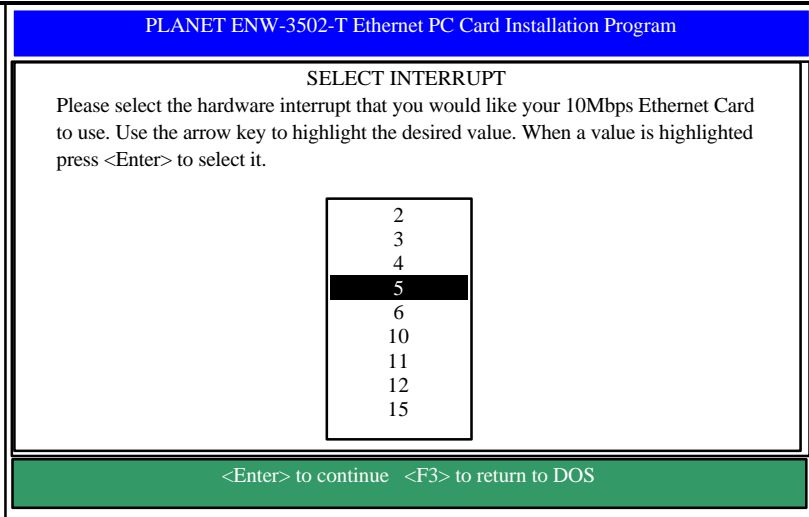 PLANET ENW-3502-T Ethernet PC Card Installation Program
SELECT INTERRUPT
Please select the hardware interrupt that you would like your 10Mbps Ethernet Card
to use. Use the arrow key to highlight the desired value. When a value is highlighted
press <Enter> to select it.
2
3
4
5
6
10
11
12
15
<Enter> to continue <F3> to return to DOS